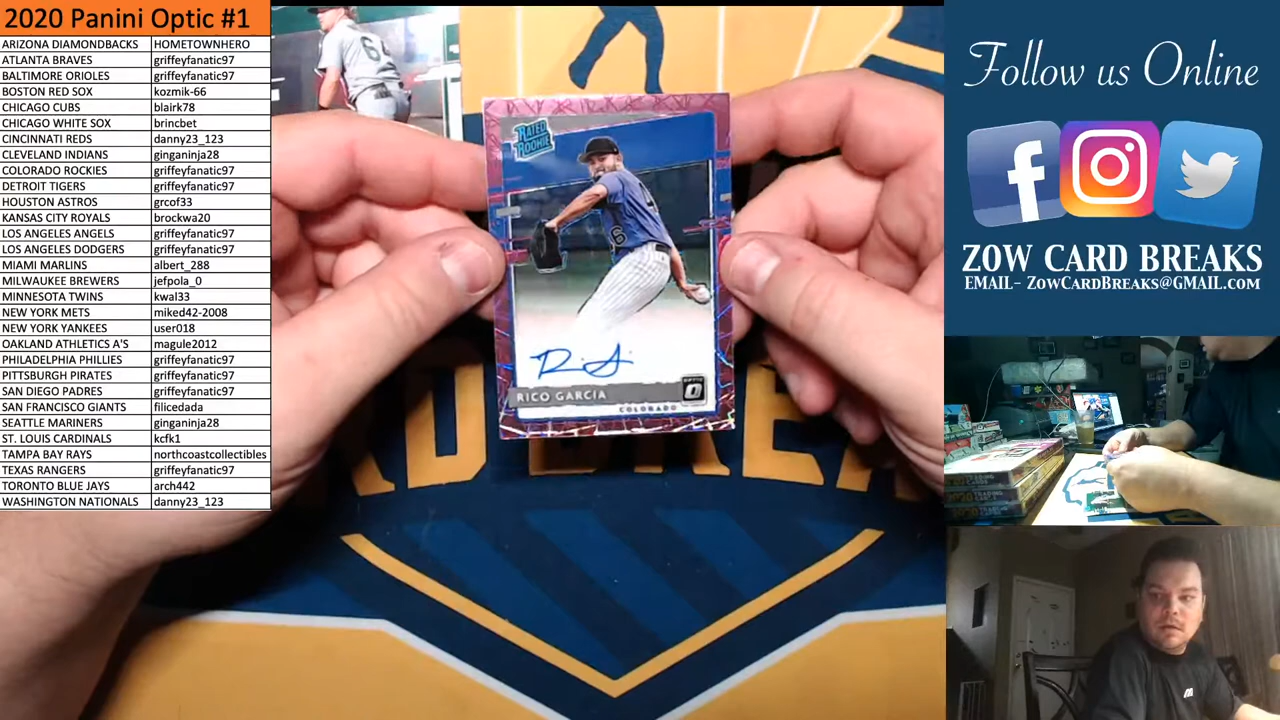 2020 Panini Optic #1
ARIZONA DIAMONDBACKS HOMETOWNHERO
ATLANTA BRAVES griffeyfanatic97
BALTIMORE ORIOLES griffeyfanatic97
BOSTON RED SOX kozmik-66
CHICAGO CUBS blairk78
CHICAGO WHITE SOX brincbet
CINCINNATI REDS danny23_123
CLEVELAND INDIANS ginganinja28
COLORADO ROCKIES griffeyfanatic97
DETROIT TIGERS griffeyfanatic97
HOUSTON ASTROS grcof33
KANSAS CITY ROYALS brockwa20
LOS ANGELES ANGELS griffeyfanatic97
LOS ANGELES DODGERS griffeyfanatic97
MIAMI MARLINS albert_288
MILWAUKEE BREWERS jefpola_0
MINNESOTA TWINS kwal33
NEW YORK METS miked42-2008
NEW YORK YANKEES user018
OAKLAND ATHLETICS A'S magule2012
PHILADELPHIA PHILLIES griffeyfanatic97
PITTSBURGH PIRATES griffeyfanatic97
SAN DIEGO PADRES griffeyfanatic97
SAN FRANCISCO GIANTS filicedada
SEATTLE MARINERS ginganinja28
ST. LOUIS CARDINALS kcfk1
TAMPA BAY RAYS northcoastcollectibles
TEXAS RANGERS griffeyfanatic97
TORONTO BLUE JAYS arch442
WASHINGTON NATIONALS danny23_123
RATED
ROOKIE
6
RICO GARCIA
COLORADO
Follow us Online
ZOW CARD BREAKS
EMAIL- ZOWCARDBREAKS@GMAIL.COM